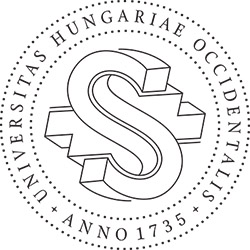 UNIVERSITAS HUNGARIAE OCCIDENTALIS
ANNO 1735
S